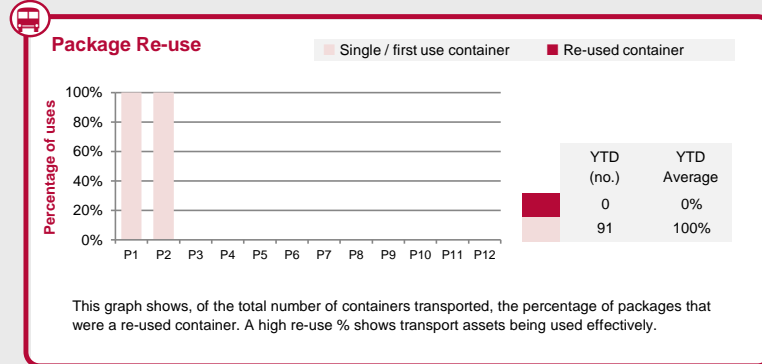 Package Re-use
Single / first use container
Re-used container
Percentage of uses
100%
80%
60%
40%
20%
0%
P1 P2 P3 P4 P5 P6 P7 P8 P9 P10 P11 P12
YTD YTD
(no.) Average
0 0%
91 100%
This graph shows, of the total number of containers transported, the percentage of packages that
were a re-used container. A high re-use % shows transport assets being used effectively.